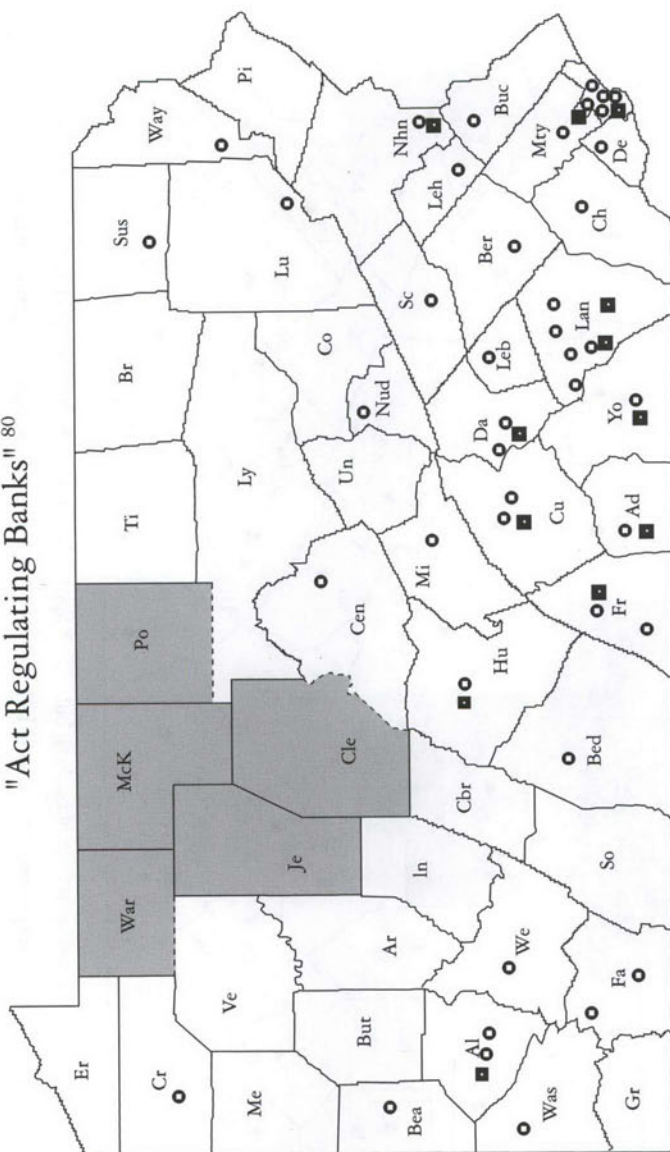 "Act Regulating Banks" 80
Er
War
McK
Po
Ti
Br
Sus
Way
Pi
Cr
Ve
Je
Cle
Ly
Lu
Me
But
Ar
In
Cen
Un
Co
Nud
Nhn
Bea
Al
We
Cbr
Hu
Mi
Sc
Leh
Buc
Was
Da
Leb
Ber
Mty
Gr
Fa
So
Bed
Fr
Cu
Ad
Yo
Lan
Ch
De